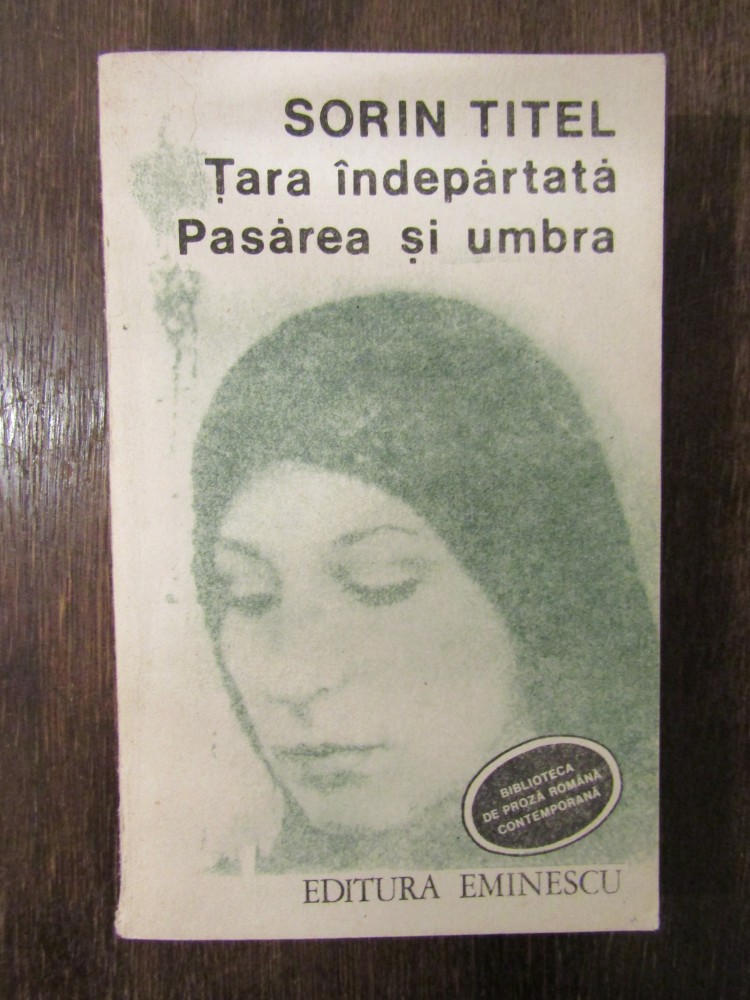 SORIN TITEL
Țara îndepărtată
Pasărea și umbra
BIBLIOTECA
DE PROZĂ ROMÂNĂ
CONTEMPORANĂ
EDITURA EMINESCU